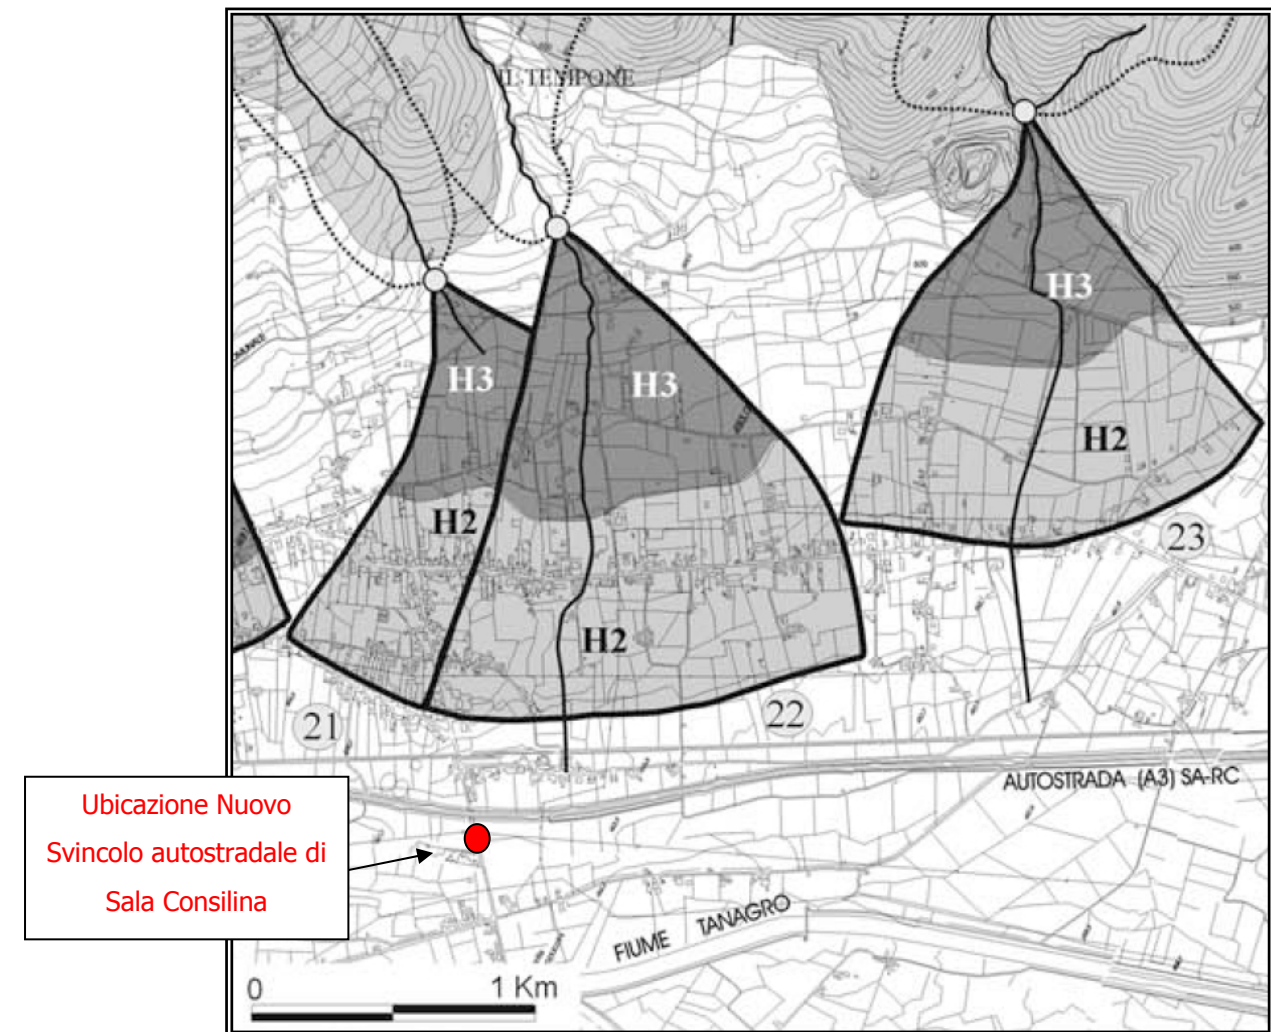 IL TEMPONE
H3
H3
H3
H2
H2
H2
23
21
22
AUTOSTRADA (A3) SA-RC
Ubicazione Nuovo
Svincolo autostradale di
Sala Consilina
FIUME TANAGRO
0 1 Km